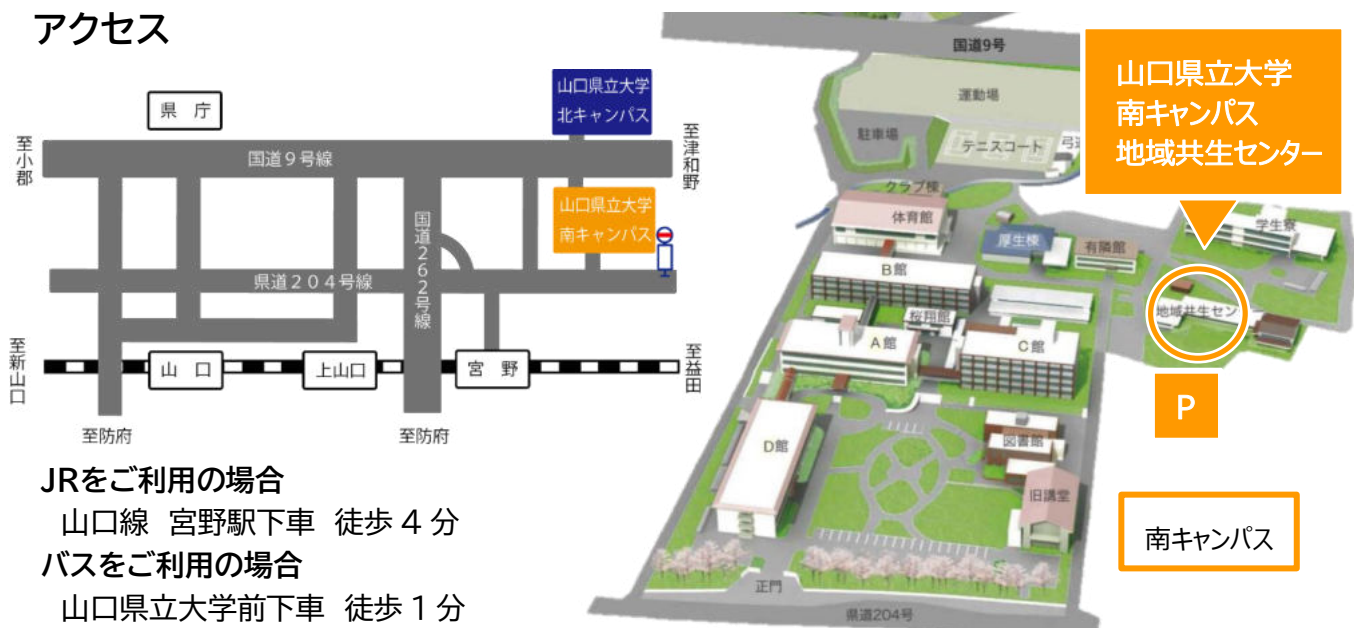 アクセス
県 庁
山口県立大学
北キャンパス
至小郡
国道９号線
至津和野
山口県立大学
南キャンパス
国道２６２号線
県道２０４号線
至新山口
山 口
上山口
宮 野
至益田
至防府
至防府
JRをご利用の場合
山口線 宮野駅下車 徒歩４分
バスをご利用の場合
山口県立大学前下車 徒歩１分
国道9号
運動場
駐車場
テニスコート
弓道
クラブ棟
体育館
厚生棟
有隣館
学生寮
B館
桜翔館
地域共生セン
A館
C館
D館
図書館
旧講堂
正門
県道204号
山口県立大学
南キャンパス
地域共生センター
P
南キャンパス